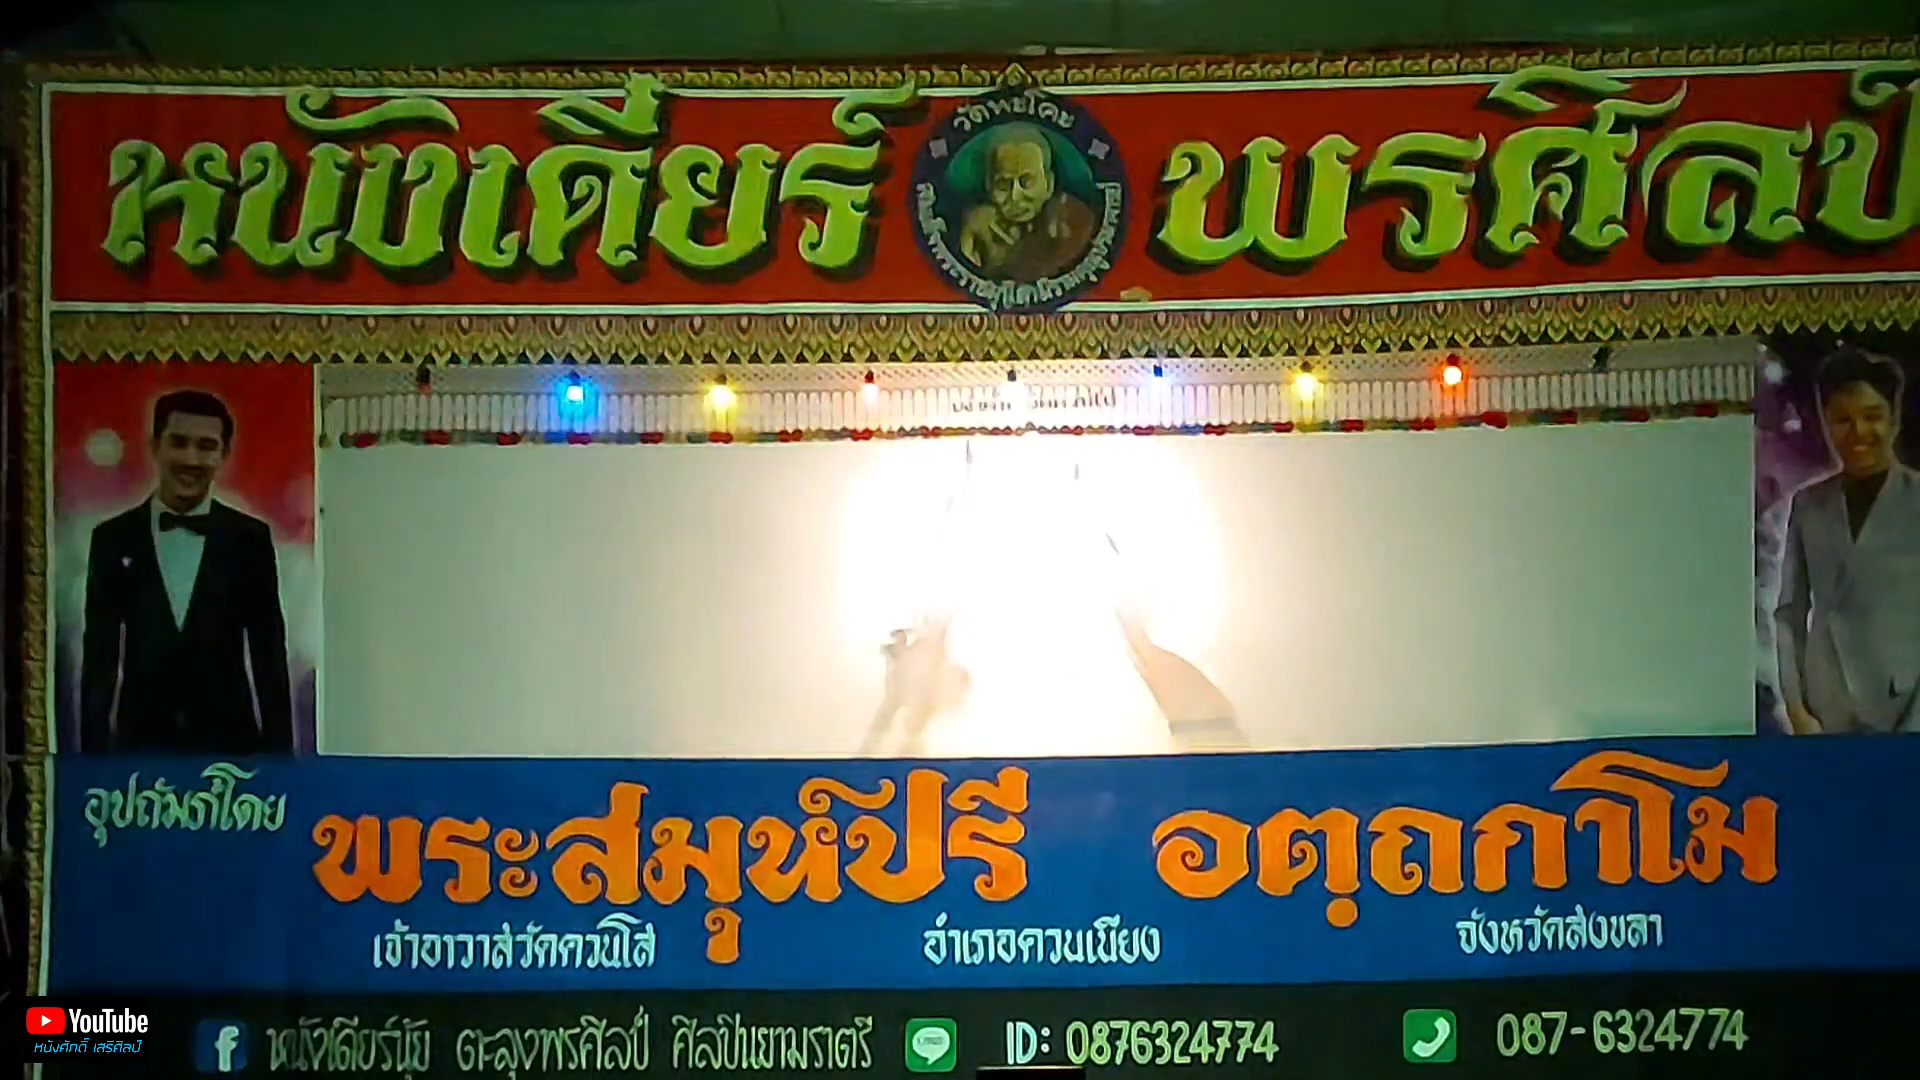 หนังเดียร์ พรศิลป์
วัดพะโคะ
อุปถัมภ์โดย
พระสมุห์ปรี อตฺถกาโม
เจ้าอาวาสวัดควนโส อำเภอควนเนียง จังหวัดสงขลา
f หนังเดียร์นุ้ย ตะลุงพรศิลป์ ศิลปินยามราตรี ID: 0876324774 087-6324774
YouTube
หนังศักดิ์ เสรีศิลป์